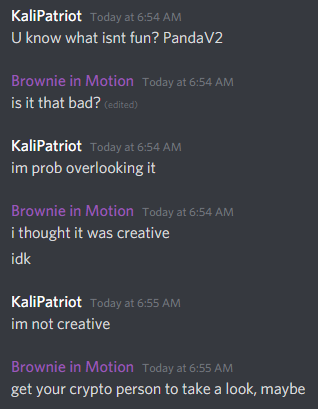 KaliPatriot Today at 6:54 AM
U know what isnt fun? PandaV2
Brownie in Motion Today at 6:54 AM
is it that bad? (edited)
KaliPatriot Today at 6:54 AM
im prob overlooking it
Brownie in Motion Today at 6:54 AM
i thought it was creative
idk
KaliPatriot Today at 6:55 AM
im not creative
Brownie in Motion Today at 6:55 AM
get your crypto person to take a look, maybe